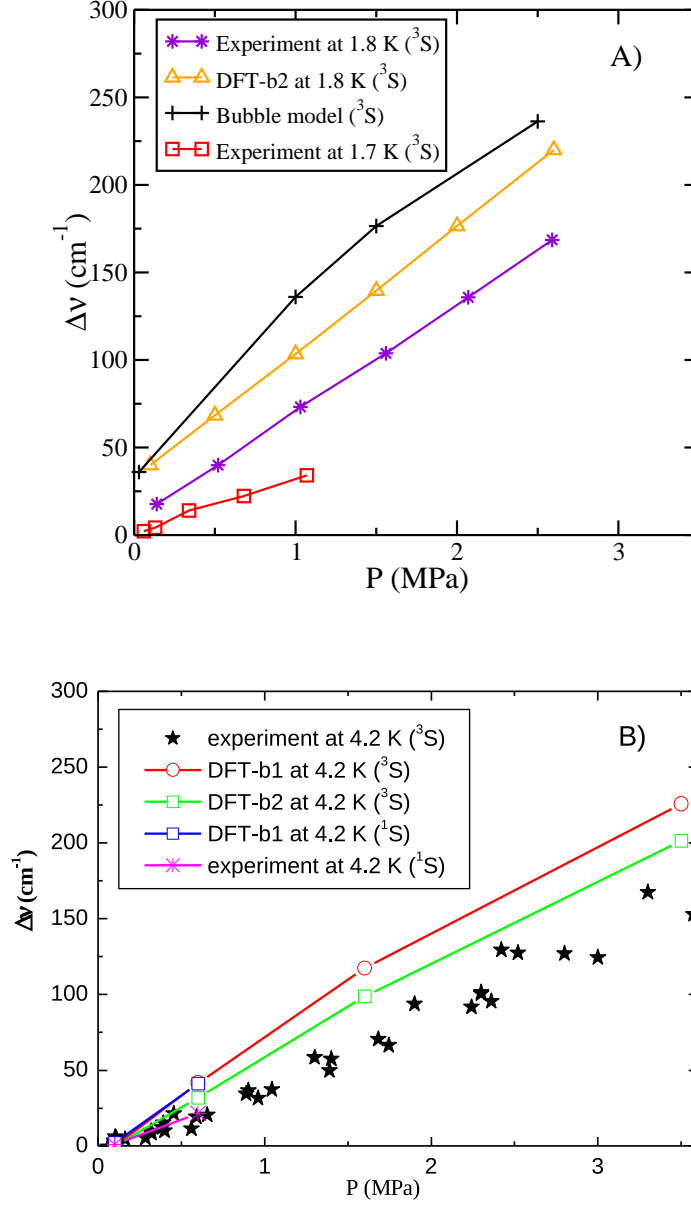 300
250
200
150
100
50
0
Δν (cm⁻¹)
Experiment at 1.8 K (³S)
DFT-b2 at 1.8 K (³S)
Bubble model (³S)
Experiment at 1.7 K (³S)
A)
0 1 2 3
P (MPa)
300
250
200
150
100
50
0
Δν (cm⁻¹)
experiment at 4.2 K (³S)
DFT-b1 at 4.2 K (³S)
DFT-b2 at 4.2 K (³S)
DFT-b1 at 4.2 K (¹S)
experiment at 4.2 K (¹S)
B)
0 1 2 3
P (MPa)